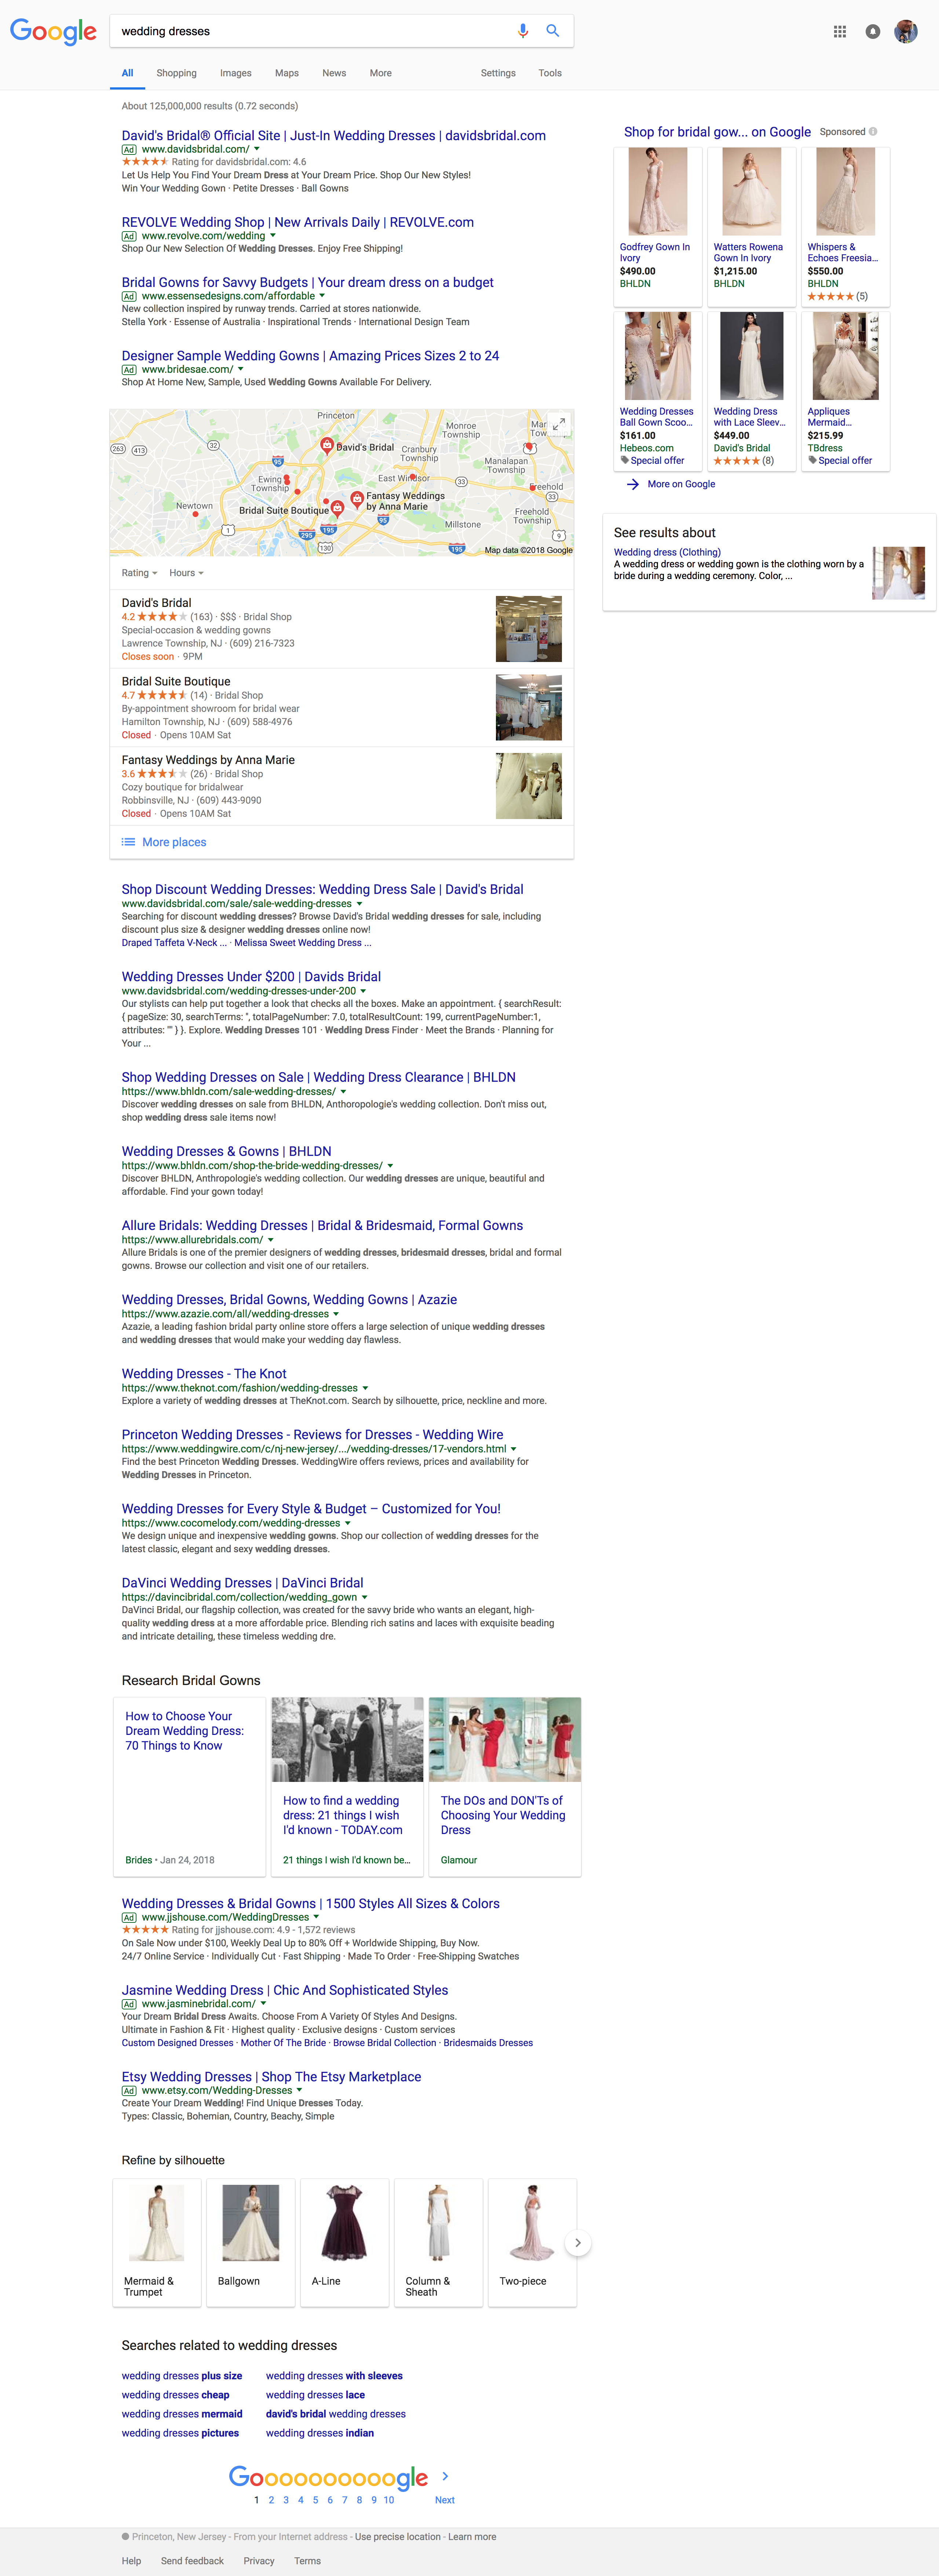 Google
wedding dresses
All Shopping Images Maps News More Settings Tools
About 125,000,000 results (0.72 seconds)
David's Bridal® Official Site | Just-In Wedding Dresses | davidsbridal.com
Ad www.davidsbridal.com/
Rating for davidsbridal.com: 4.6
Let Us Help You Find Your Dream Dress at Your Dream Price. Shop Our New Styles!
Win Your Wedding Gown · Petite Dresses · Ball Gowns
REVOLVE Wedding Shop | New Arrivals Daily | REVOLVE.com
Ad www.revolve.com/wedding
Shop Our New Selection Of Wedding Dresses. Enjoy Free Shipping!
Bridal Gowns for Savvy Budgets | Your dream dress on a budget
Ad www.essensedesigns.com/affordable
New collection inspired by runway trends. Carried at stores nationwide.
Stella York · Essense of Australia · Inspirational Trends · International Design Team
Designer Sample Wedding Gowns | Amazing Prices Sizes 2 to 24
Ad www.bridesae.com/
Shop At Home New, Sample, Used Wedding Gowns Available For Delivery.
Shop for bridal gow... on Google Sponsored
Godfrey Gown In
Ivory
$490.00
BHLDN
Watters Rowena
Gown In Ivory
$1,215.00
BHLDN
Whispers &
Echoes Freesia...
$550.00
BHLDN
(5)
Wedding Dresses
Ball Gown Scoo...
$161.00
Hebeos.com
Special offer
Wedding Dress
with Lace Sleev...
$449.00
David's Bridal
(8)
Appliques
Mermaid...
$215.99
TBdress
Special offer
More on Google
See results about
Wedding dress (Clothing)
A wedding dress or wedding gown is the clothing worn by a
bride during a wedding ceremony. Color, ...
Princeton
Monroe
Township
263
413
32
David's Bridal
Cranbury
Township
Manalapan
Township
95
Ewing
Township
East Windsor
33
Freehold
33
Fantasy Weddings
by Anna Marie
Newtown
Bridal Suite Boutique
Freehold
Township
95
Millstone
1
195
295
9
130
195
Map data ©2018 Google
Rating Hours
David's Bridal
4.2 (163) · $$$ · Bridal Shop
Special-occasion & wedding gowns
Lawrence Township, NJ · (609) 216-7323
Closes soon · 9PM
Bridal Suite Boutique
4.7 (14) · Bridal Shop
By-appointment showroom for bridal wear
Hamilton Township, NJ · (609) 588-4976
Closed · Opens 10AM Sat
Fantasy Weddings by Anna Marie
3.6 (26) · Bridal Shop
Cozy boutique for bridalwear
Robbinsville, NJ · (609) 443-9090
Closed · Opens 10AM Sat
More places
Shop Discount Wedding Dresses: Wedding Dress Sale | David's Bridal
www.davidsbridal.com/sale/sale-wedding-dresses
Searching for discount wedding dresses? Browse David's Bridal wedding dresses for sale, including
discount plus size & designer wedding dresses online now!
Draped Taffeta V-Neck ... · Melissa Sweet Wedding Dress ...
Wedding Dresses Under $200 | Davids Bridal
www.davidsbridal.com/wedding-dresses-under-200
Our stylists can help put together a look that checks all the boxes. Make an appointment. { searchResult:
{ pageSize: 30, searchTerms: '', totalPageNumber: 7.0, totalResultCount: 199, currentPageNumber:1,
attributes: "" } }. Explore. Wedding Dresses 101 · Wedding Dress Finder · Meet the Brands · Planning for
Your ...
Shop Wedding Dresses on Sale | Wedding Dress Clearance | BHLDN
https://www.bhldn.com/sale-wedding-dresses/
Discover wedding dresses on sale from BHLDN, Anthropologie's wedding collection. Don't miss out,
shop wedding dress sale items now!
Wedding Dresses & Gowns | BHLDN
https://www.bhldn.com/shop-the-bride-wedding-dresses/
Discover BHLDN, Anthropologie's wedding collection. Our wedding dresses are unique, beautiful and
affordable. Find your gown today!
Allure Bridals: Wedding Dresses | Bridal & Bridesmaid, Formal Gowns
https://www.allurebridals.com/
Allure Bridals is one of the premier designers of wedding dresses, bridesmaid dresses, bridal and formal
gowns. Browse our collection and visit one of our retailers.
Wedding Dresses, Bridal Gowns, Wedding Gowns | Azazie
https://www.azazie.com/all/wedding-dresses
Azazie, a leading fashion bridal party online store offers a large selection of unique wedding dresses
and wedding dresses that would make your wedding day flawless.
Wedding Dresses - The Knot
https://www.theknot.com/fashion/wedding-dresses
Explore a variety of wedding dresses at TheKnot.com. Search by silhouette, price, neckline and more.
Princeton Wedding Dresses - Reviews for Dresses - Wedding Wire
https://www.weddingwire.com/c/nj-new-jersey/.../wedding-dresses/17-vendors.html
Find the best Princeton Wedding Dresses. WeddingWire offers reviews, prices and availability for
Wedding Dresses in Princeton.
Wedding Dresses for Every Style & Budget – Customized for You!
https://www.cocomelody.com/wedding-dresses
We design unique and inexpensive wedding gowns. Shop our collection of wedding dresses for the
latest classic, elegant and sexy wedding dresses.
DaVinci Wedding Dresses | DaVinci Bridal
https://davincibridal.com/collection/wedding_gown
DaVinci Bridal, our flagship collection, was created for the savvy bride who wants an elegant, high-
quality wedding dress at a more affordable price. Blending rich satins and laces with exquisite beading
and intricate detailing, these timeless wedding dre.
Research Bridal Gowns
How to Choose Your
Dream Wedding Dress:
70 Things to Know
Brides • Jan 24, 2018
How to find a wedding
dress: 21 things I wish
I'd known - TODAY.com
21 things I wish I'd known be...
The DOs and DON'Ts of
Choosing Your Wedding
Dress
Glamour
Wedding Dresses & Bridal Gowns | 1500 Styles All Sizes & Colors
Ad www.jjshouse.com/WeddingDresses
Rating for jjshouse.com: 4.9 - 1,572 reviews
On Sale Now under $100, Weekly Deal Up to 80% Off + Worldwide Shipping, Buy Now.
24/7 Online Service · Individually Cut · Fast Shipping · Made To Order · Free-Shipping Swatches
Jasmine Wedding Dress | Chic And Sophisticated Styles
Ad www.jasminebridal.com/
Your Dream Bridal Dress Awaits. Choose From A Variety Of Styles And Designs.
Ultimate in Fashion & Fit · Highest quality · Exclusive designs · Custom services
Custom Designed Dresses · Mother Of The Bride · Browse Bridal Collection · Bridesmaids Dresses
Etsy Wedding Dresses | Shop The Etsy Marketplace
Ad www.etsy.com/Wedding-Dresses
Create Your Dream Wedding! Find Unique Dresses Today.
Types: Classic, Bohemian, Country, Beachy, Simple
Refine by silhouette
Mermaid &
Trumpet
Ballgown
A-Line
Column &
Sheath
Two-piece
Searches related to wedding dresses
wedding dresses plus size wedding dresses with sleeves
wedding dresses cheap wedding dresses lace
wedding dresses mermaid david's bridal wedding dresses
wedding dresses pictures wedding dresses indian
Goooooooooogle
1 2 3 4 5 6 7 8 9 10 Next
Princeton, New Jersey - From your Internet address - Use precise location - Learn more
Help Send feedback Privacy Terms